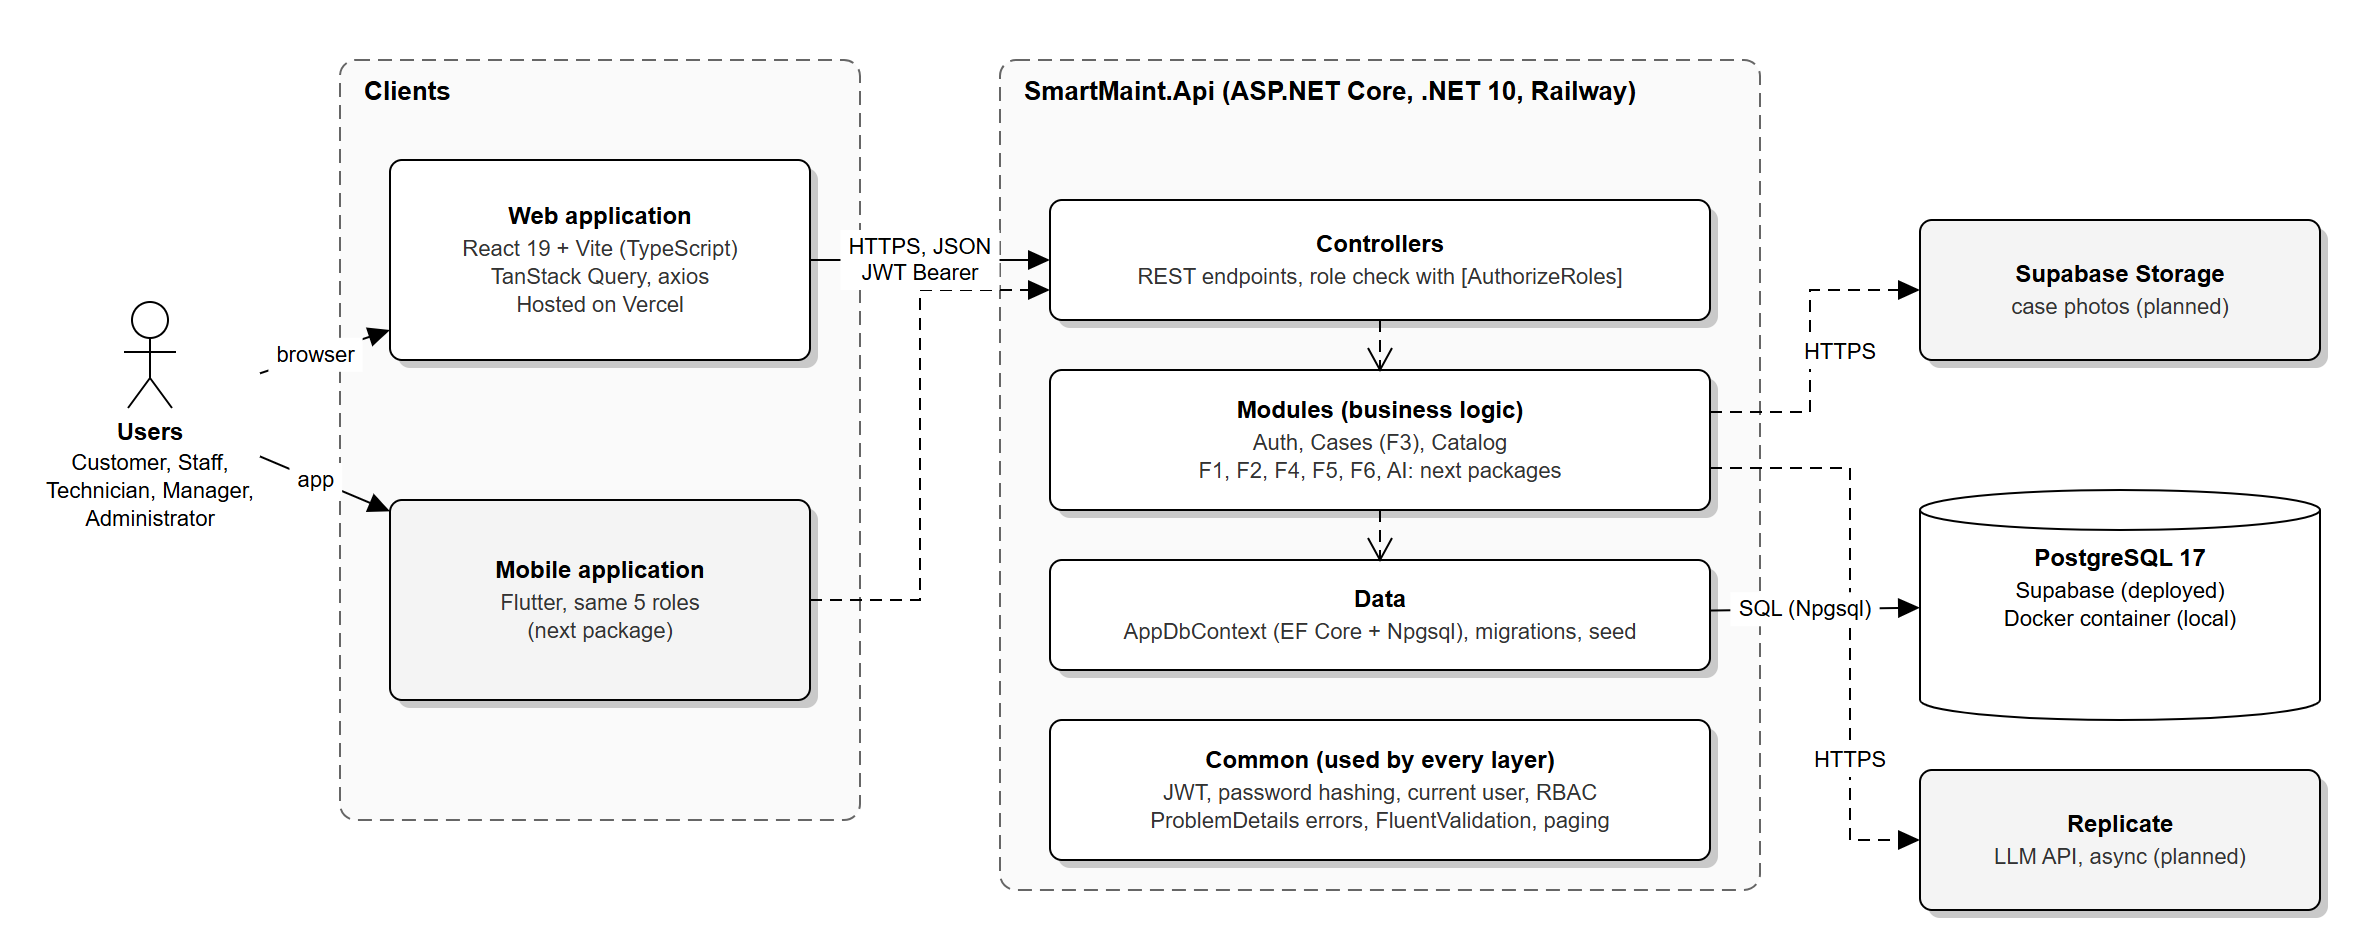 Clients
Web application
React 19 + Vite (TypeScript)
TanStack Query, axios
Hosted on Vercel
browser
Users
Customer, Staff,
Technician, Manager,
Administrator
app
Mobile application
Flutter, same 5 roles
(next package)
HTTPS, JSON
JWT Bearer
SmartMaint.Api (ASP.NET Core, .NET 10, Railway)
Controllers
REST endpoints, role check with [AuthorizeRoles]
Modules (business logic)
Auth, Cases (F3), Catalog
F1, F2, F4, F5, F6, AI: next packages
Data
AppDbContext (EF Core + Npgsql), migrations, seed
Common (used by every layer)
JWT, password hashing, current user, RBAC
ProblemDetails errors, FluentValidation, paging
HTTPS
Supabase Storage
case photos (planned)
SQL (Npgsql)
PostgreSQL 17
Supabase (deployed)
Docker container (local)
HTTPS
Replicate
LLM API, async (planned)